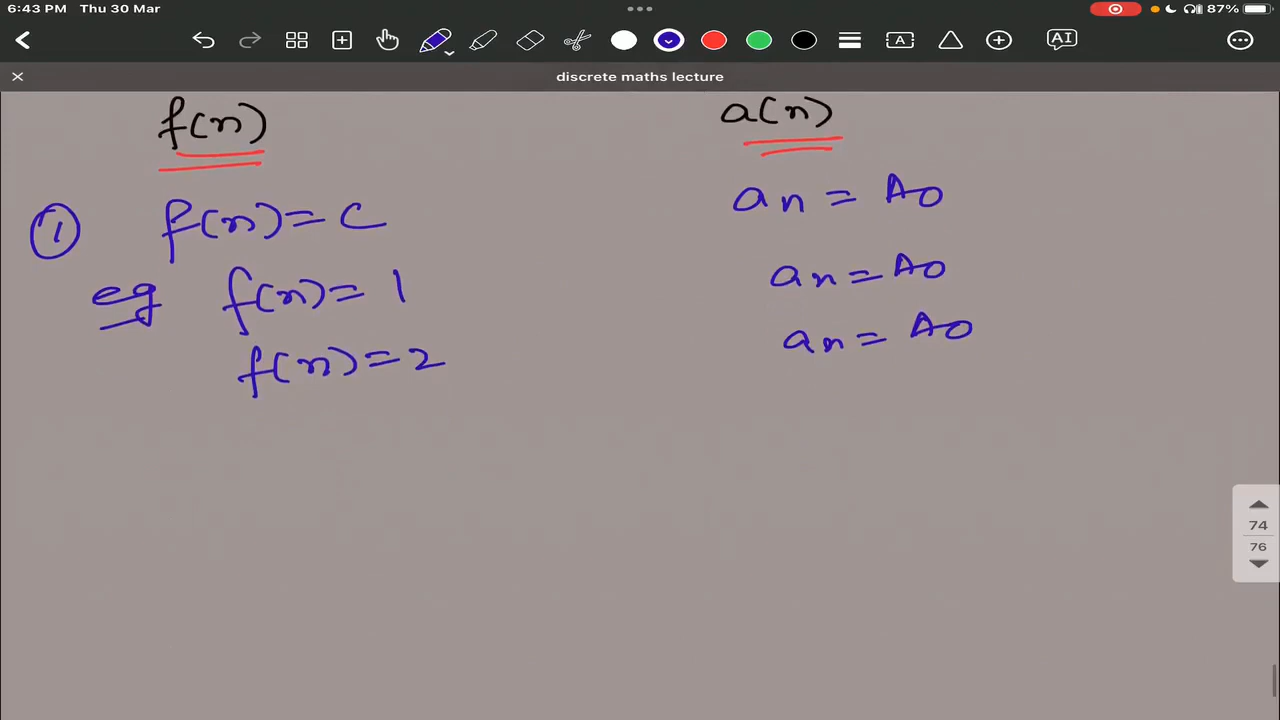 6:43 PM Thu 30 Mar 87%
AI
discrete maths lecture
f(n) a(n)
1 f(n)=C an = A0
eg f(n)=1 an=A0
f(n)=2 an = A0
74
76